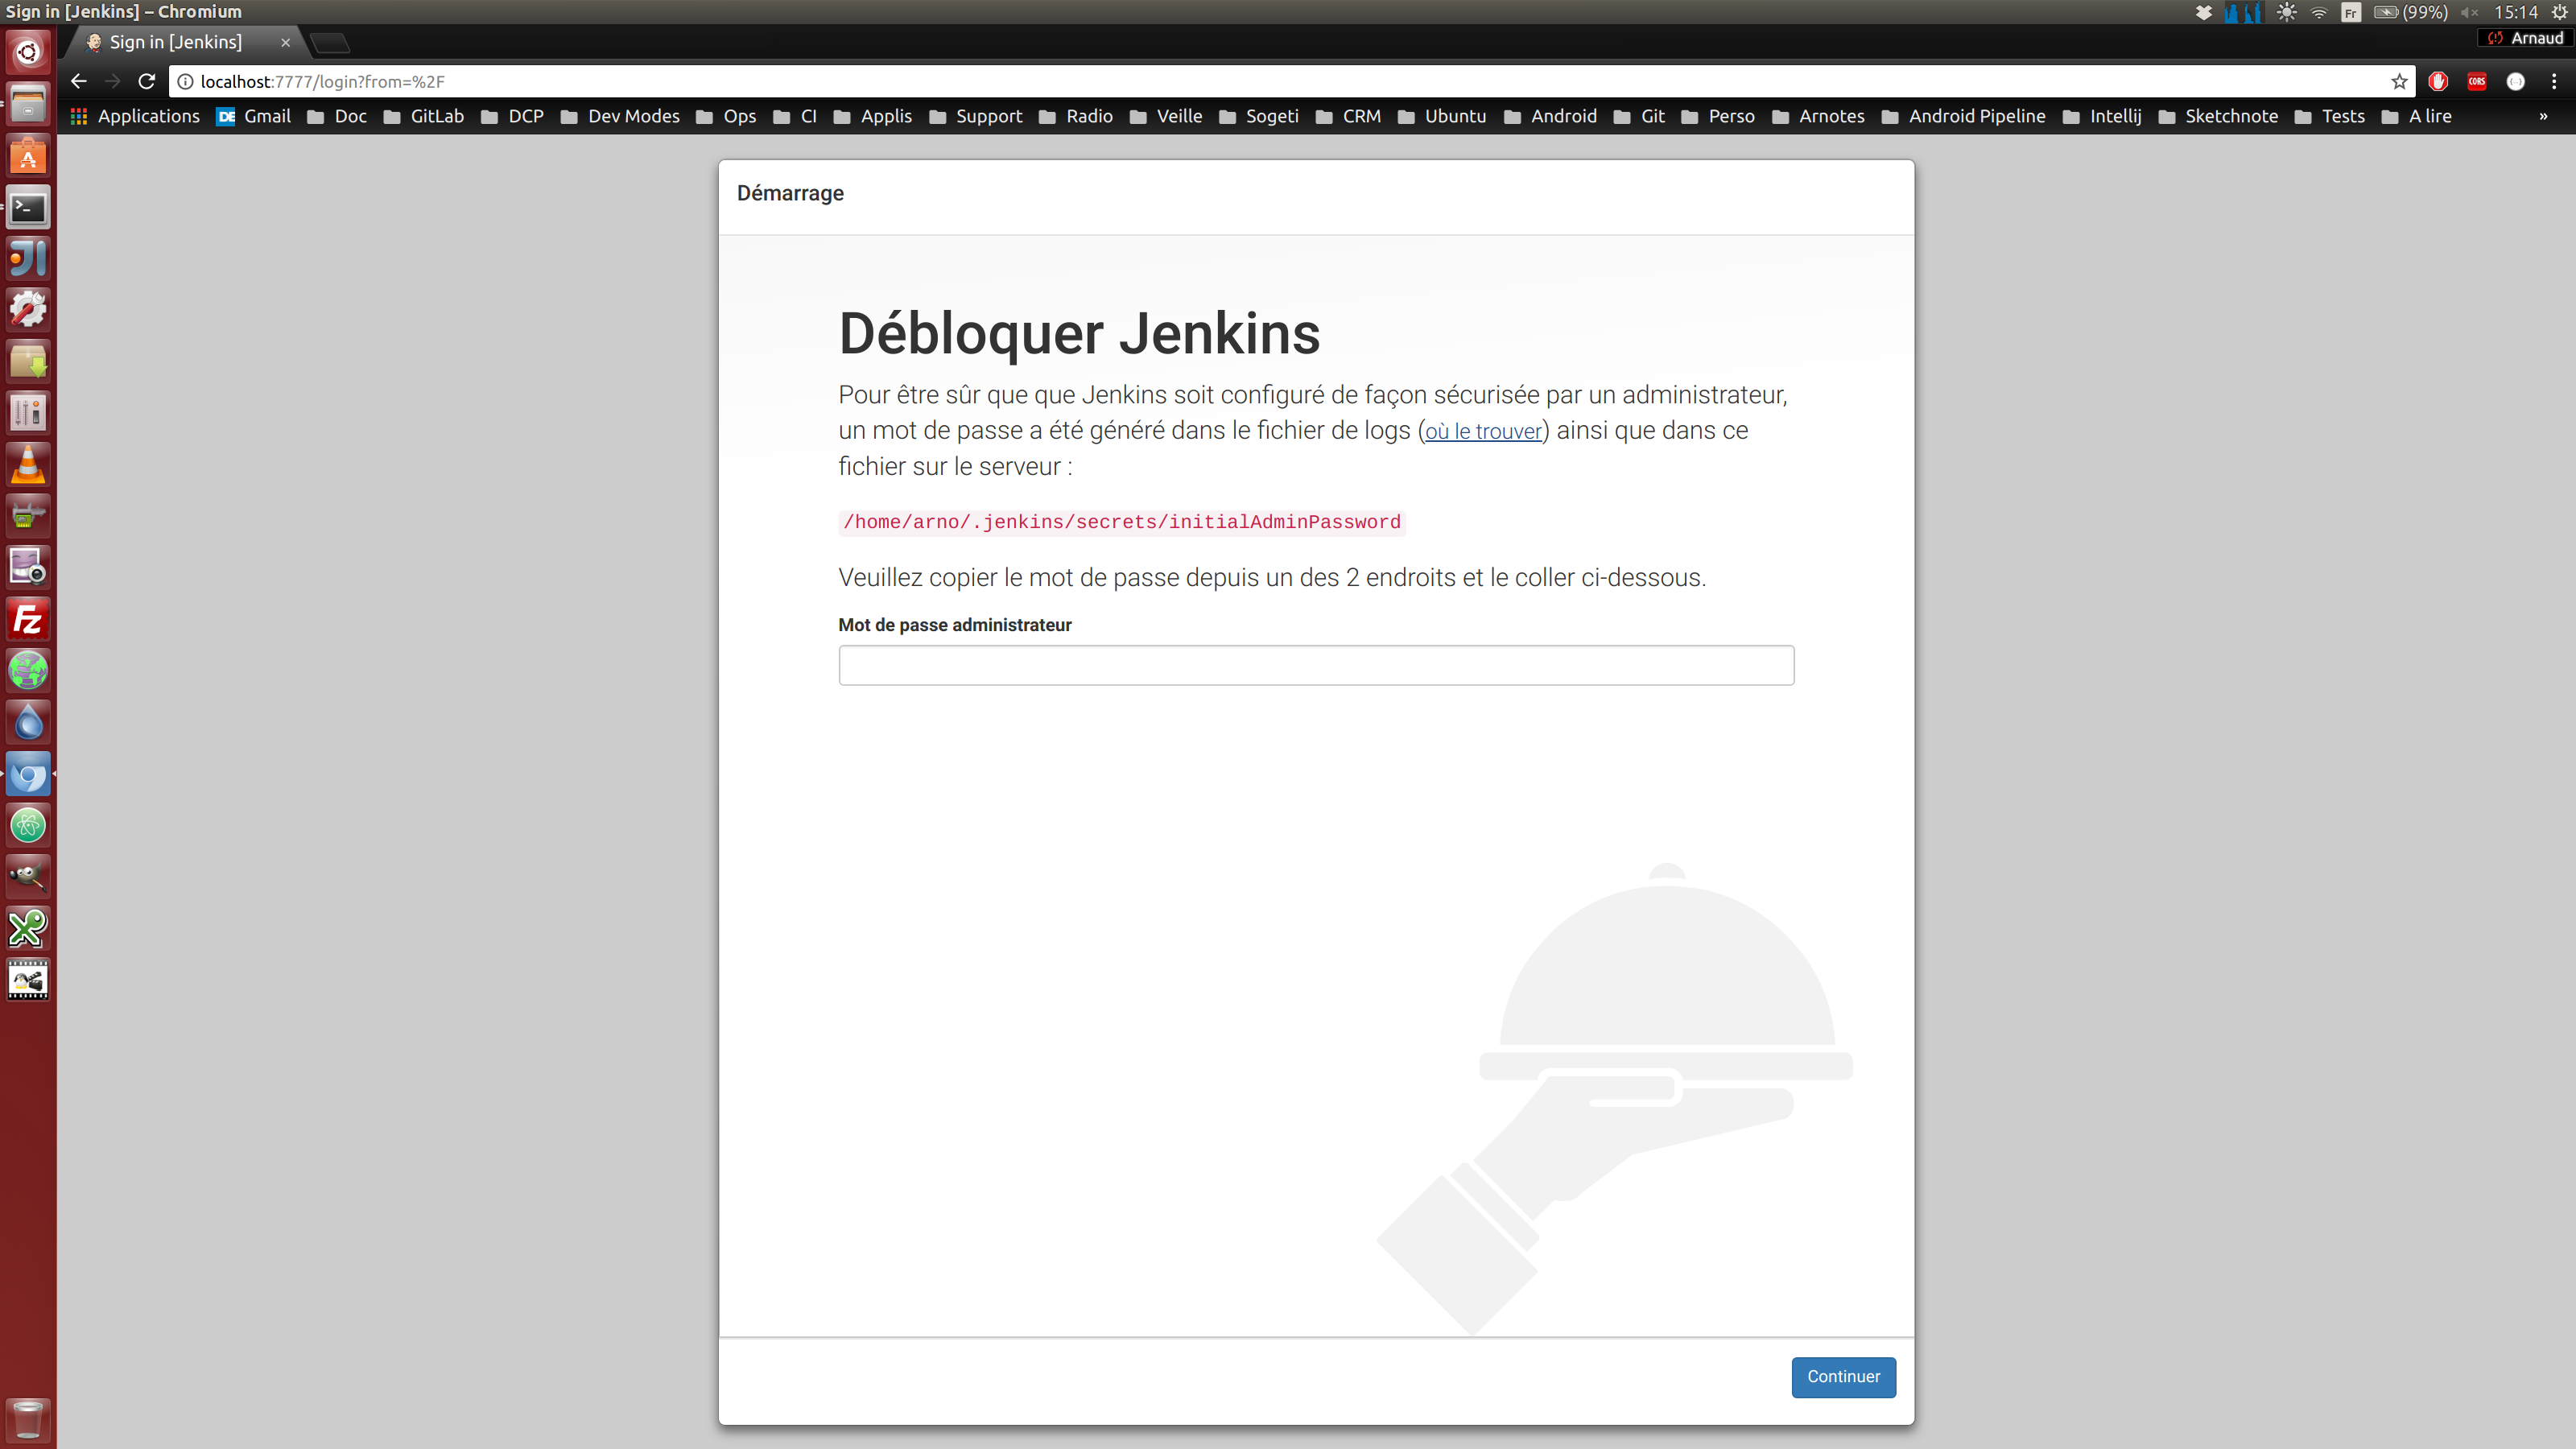 Sign in [Jenkins] – Chromium
Fr
(99%)
15:14
Sign in [Jenkins]
Arnaud
localhost:7777/login?from=%2F
CORS
Applications
DE Gmail
Doc
GitLab
DCP
Dev Modes
Ops
CI
Applis
Support
Radio
Veille
Sogeti
CRM
Ubuntu
Android
Git
Perso
Arnotes
Android Pipeline
Intellij
Sketchnote
Tests
A lire
»
Démarrage
Débloquer Jenkins
Pour être sûr que que Jenkins soit configuré de façon sécurisée par un administrateur,
un mot de passe a été généré dans le fichier de logs (où le trouver) ainsi que dans ce
fichier sur le serveur :
/home/arno/.jenkins/secrets/initialAdminPassword
Veuillez copier le mot de passe depuis un des 2 endroits et le coller ci-dessous.
Mot de passe administrateur
Continuer